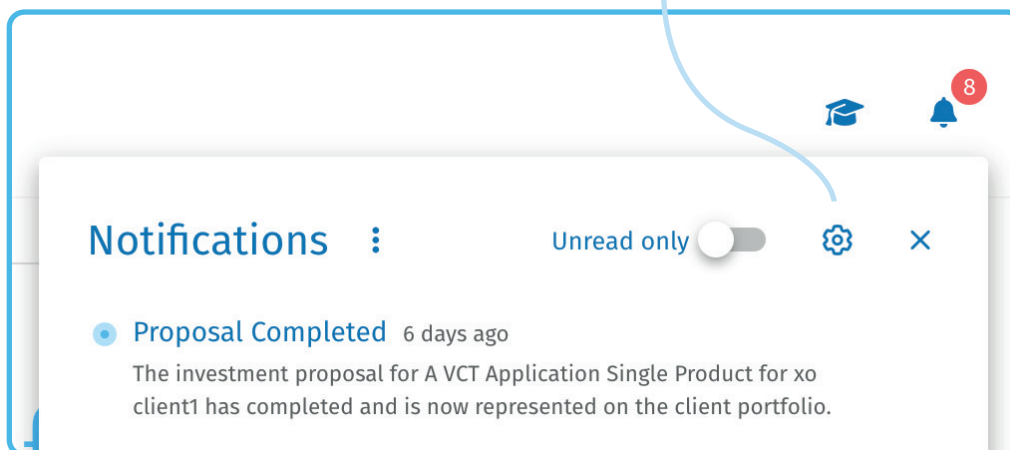 8
Notifications
Unread only
Proposal Completed 6 days ago
The investment proposal for A VCT Application Single Product for xo
client1 has completed and is now represented on the client portfolio.